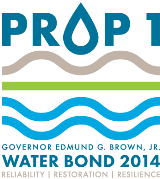 PROP 1
GOVERNOR EDMUND G. BROWN, JR.
WATER BOND 2014
RELIABILITY | RESTORATION | RESILIENCE